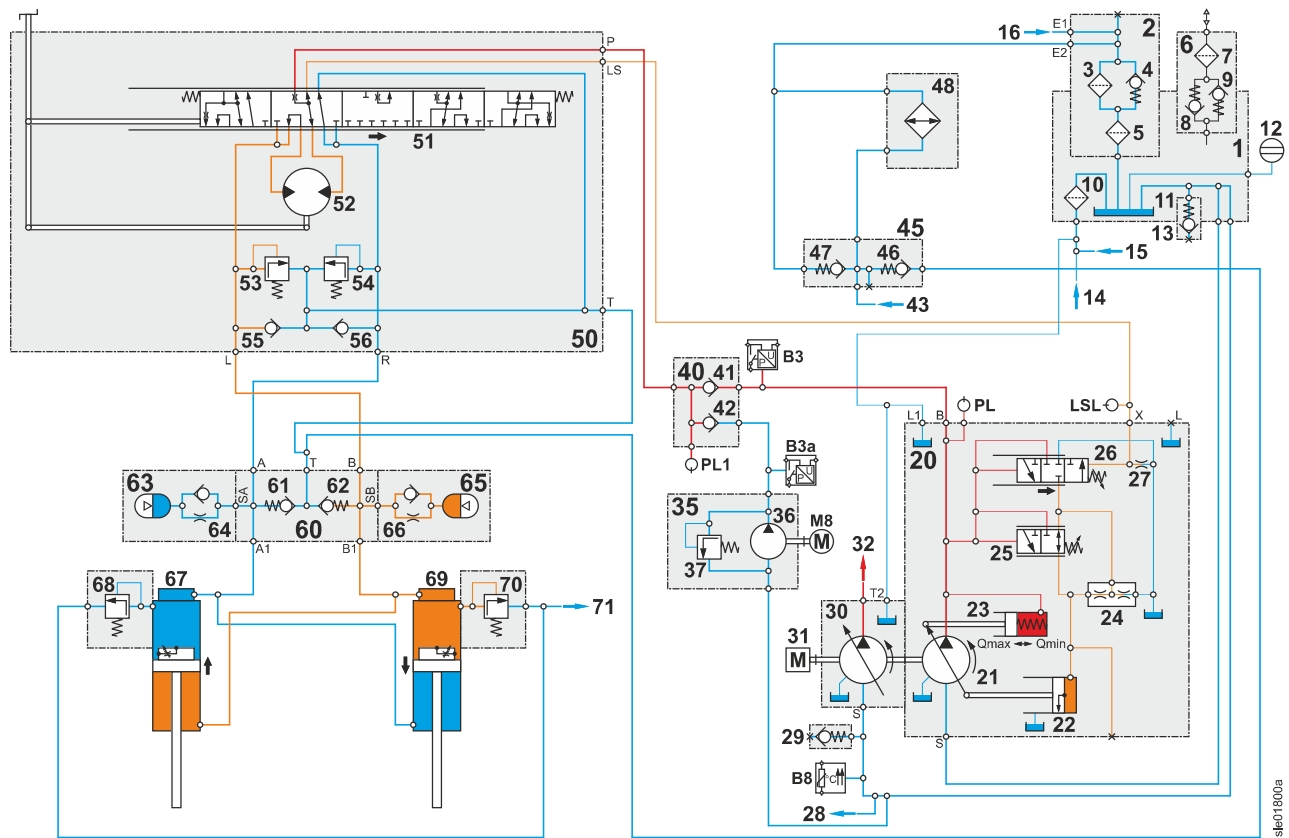 P
LS
E1
16
2
E2
3
4
6
7
9
8
5
1
12
10
11
13
48
51
52
53
54
55
56
T
50
L
R
45
47
46
43
15
14
40
41
42
B3
PL1
B3a
L1
B
PL
LSL
X
L
20
26
27
25
24
23
Qmax
Qmin
21
22
S
63
64
SA
A
61
T
62
60
B
SB
65
66
A1
B1
35
36
M8
M
37
32
30
T2
31
M
S
29
B8
°C
28
68
67
69
70
71
P
U
P
U
sle01800a